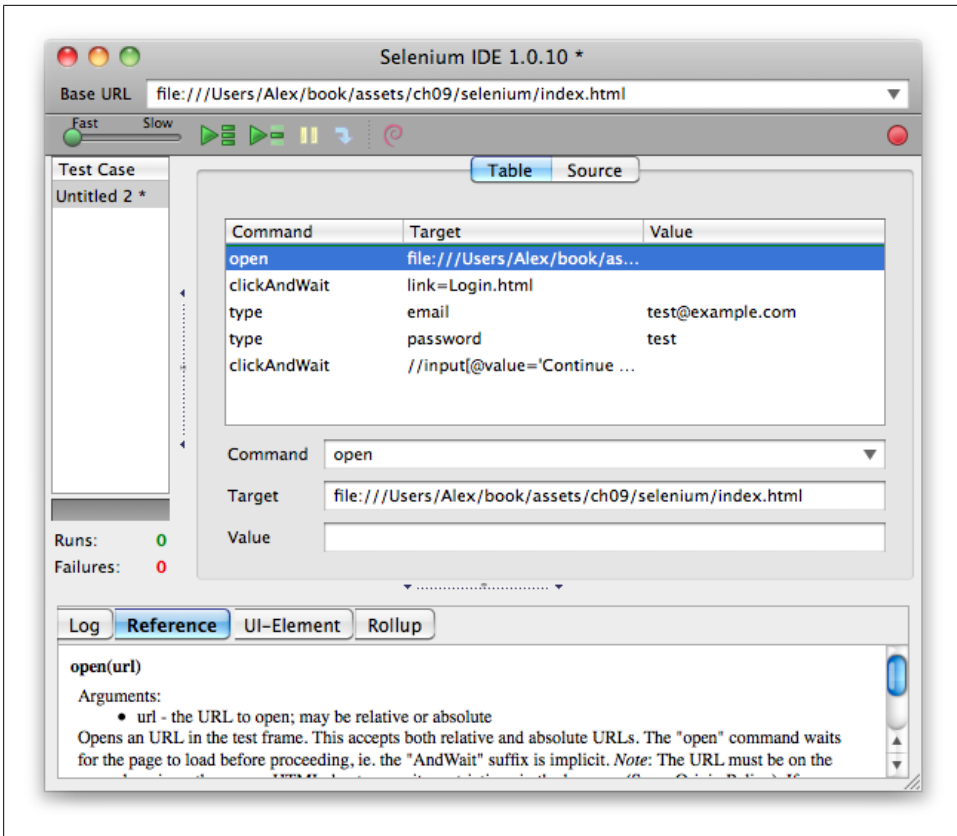 Selenium IDE 1.0.10 *
Base URL file:///Users/Alex/book/assets/ch09/selenium/index.html
Fast Slow
Test Case
Untitled 2 *
Table Source
Command Target Value
open file:///Users/Alex/book/as...
clickAndWait link=Login.html
type email test@example.com
type password test
clickAndWait //input[@value='Continue ...
Command open
Target file:///Users/Alex/book/assets/ch09/selenium/index.html
Value
Runs: 0
Failures: 0
Log Reference UI-Element Rollup
open(url)
Arguments:
• url - the URL to open; may be relative or absolute
Opens an URL in the test frame. This accepts both relative and absolute URLs. The "open" command waits
for the page to load before proceeding, ie. the "AndWait" suffix is implicit. Note: The URL must be on the